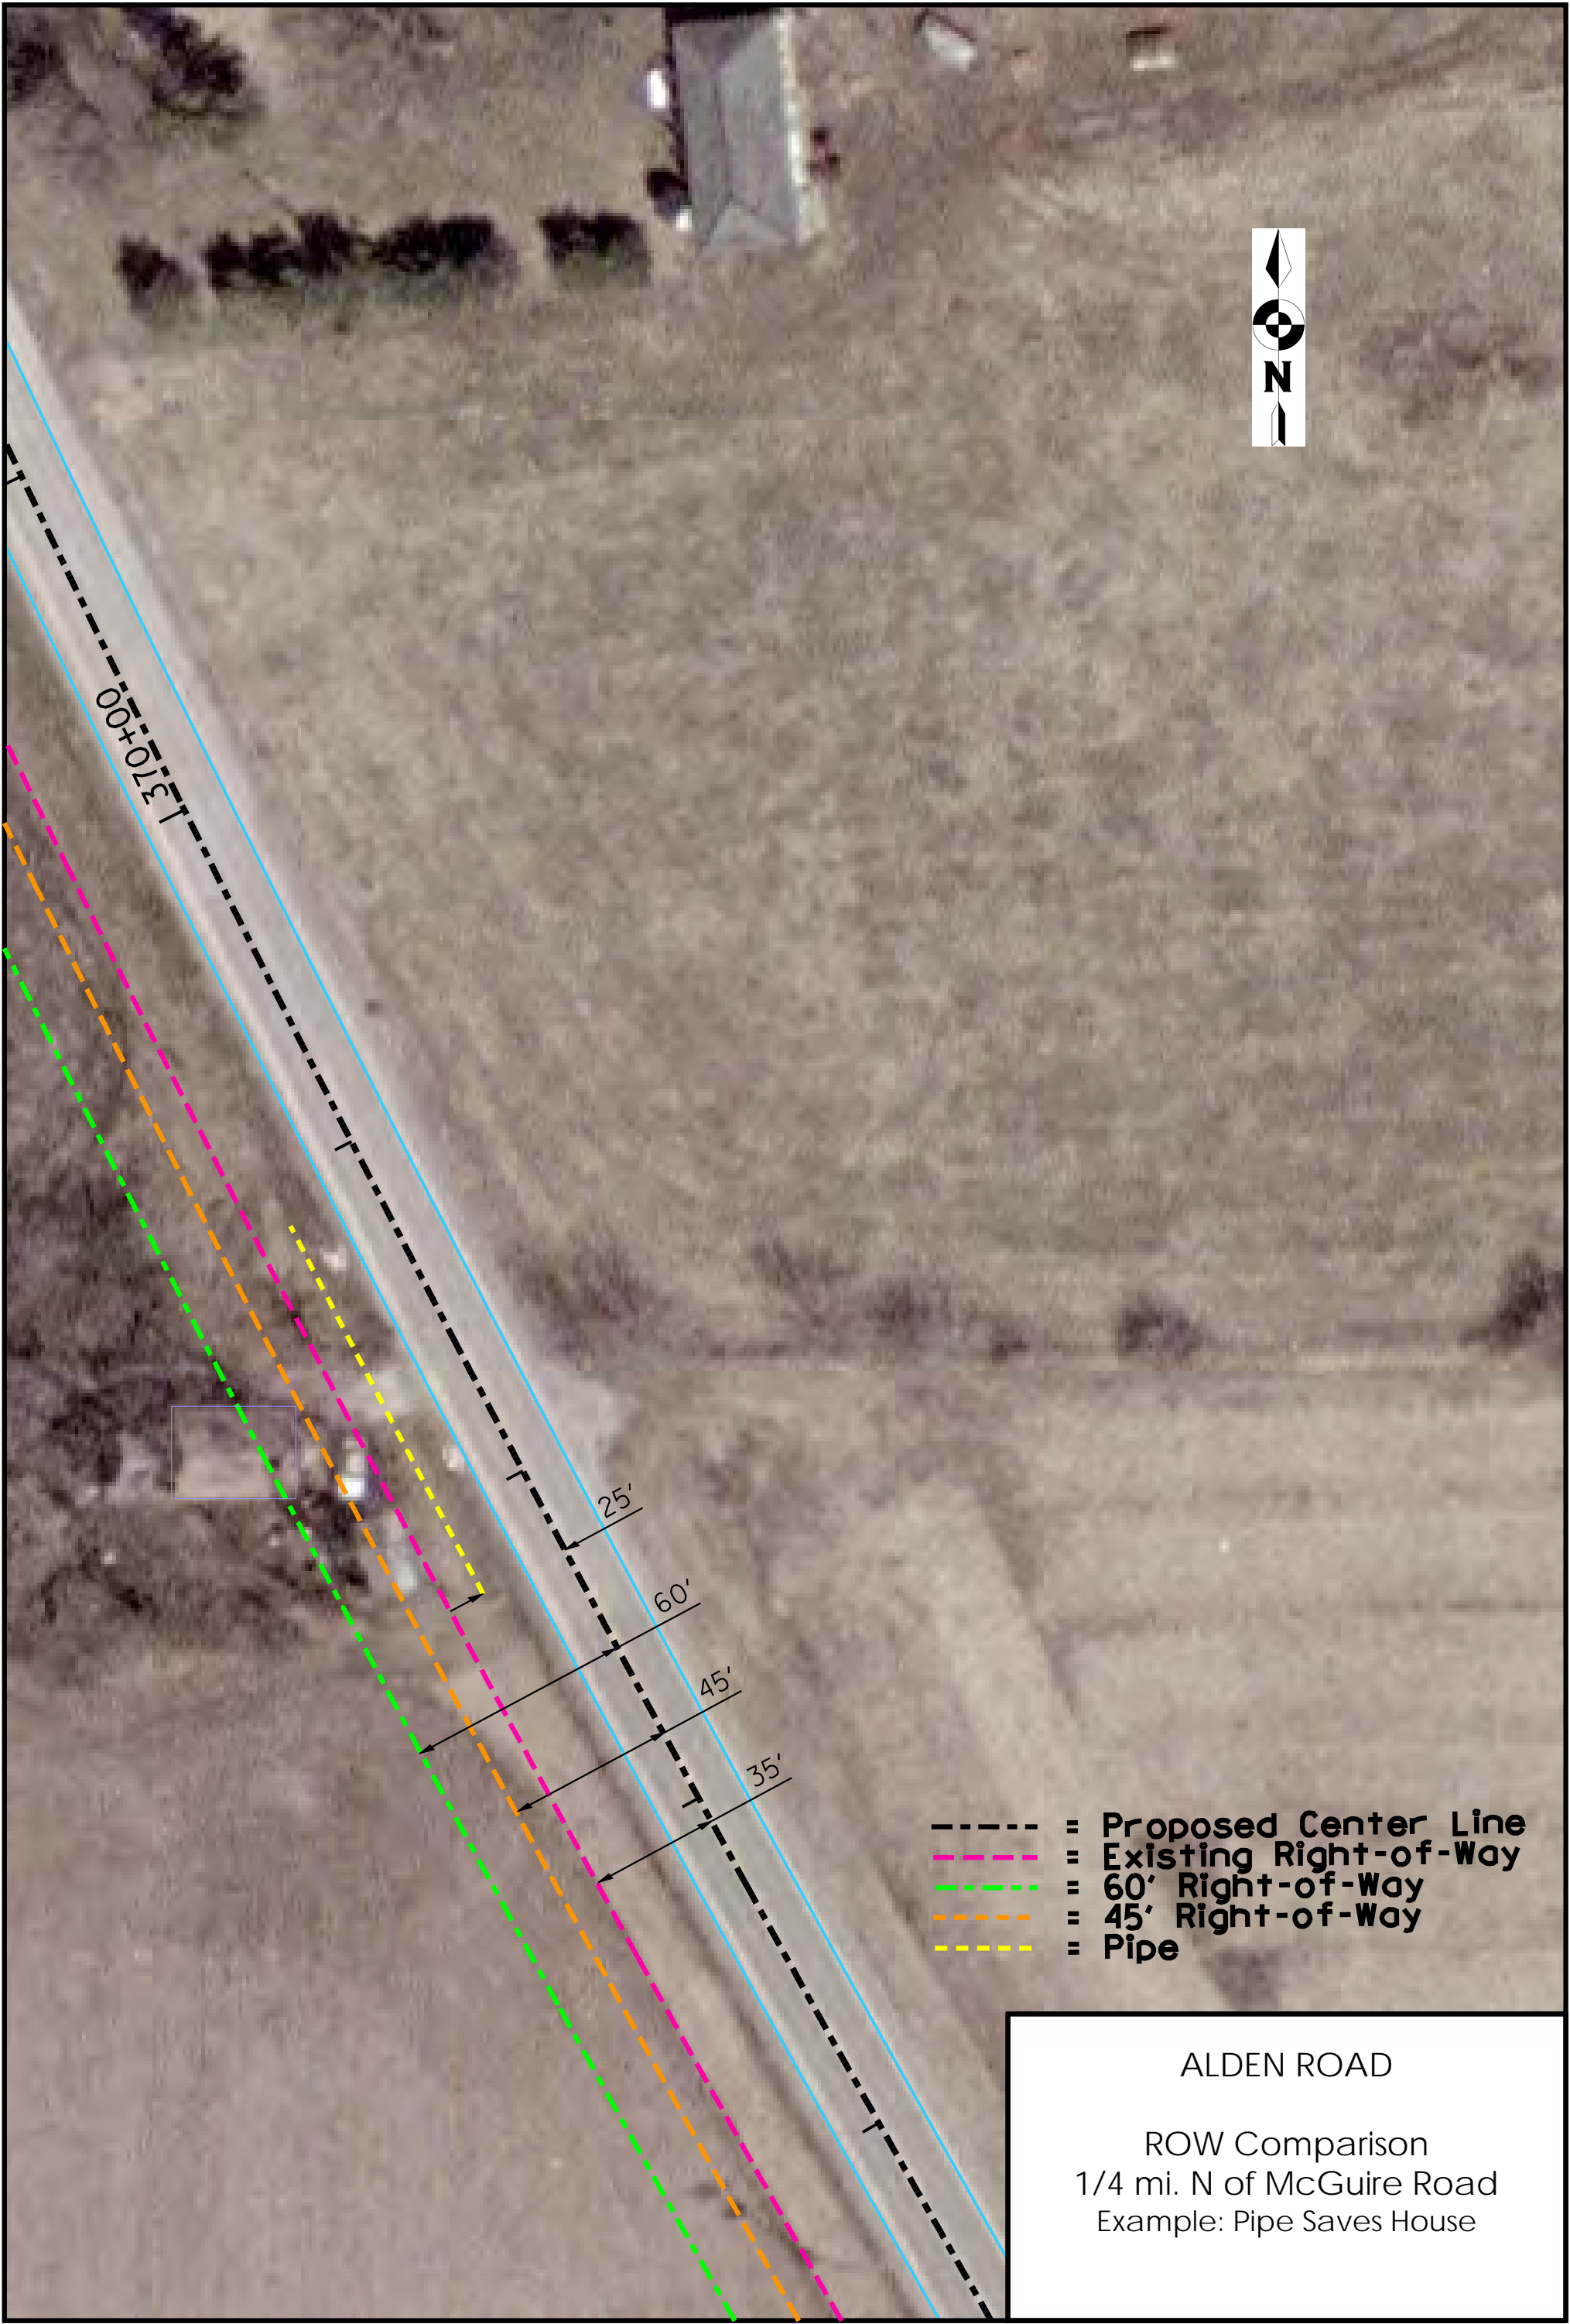 N
370+00
25'
60'
45'
35'
= Proposed Center Line
= Existing Right-of-Way
= 60' Right-of-Way
= 45' Right-of-Way
= Pipe
ALDEN ROAD
ROW Comparison
1/4 mi. N of McGuire Road
Example: Pipe Saves House